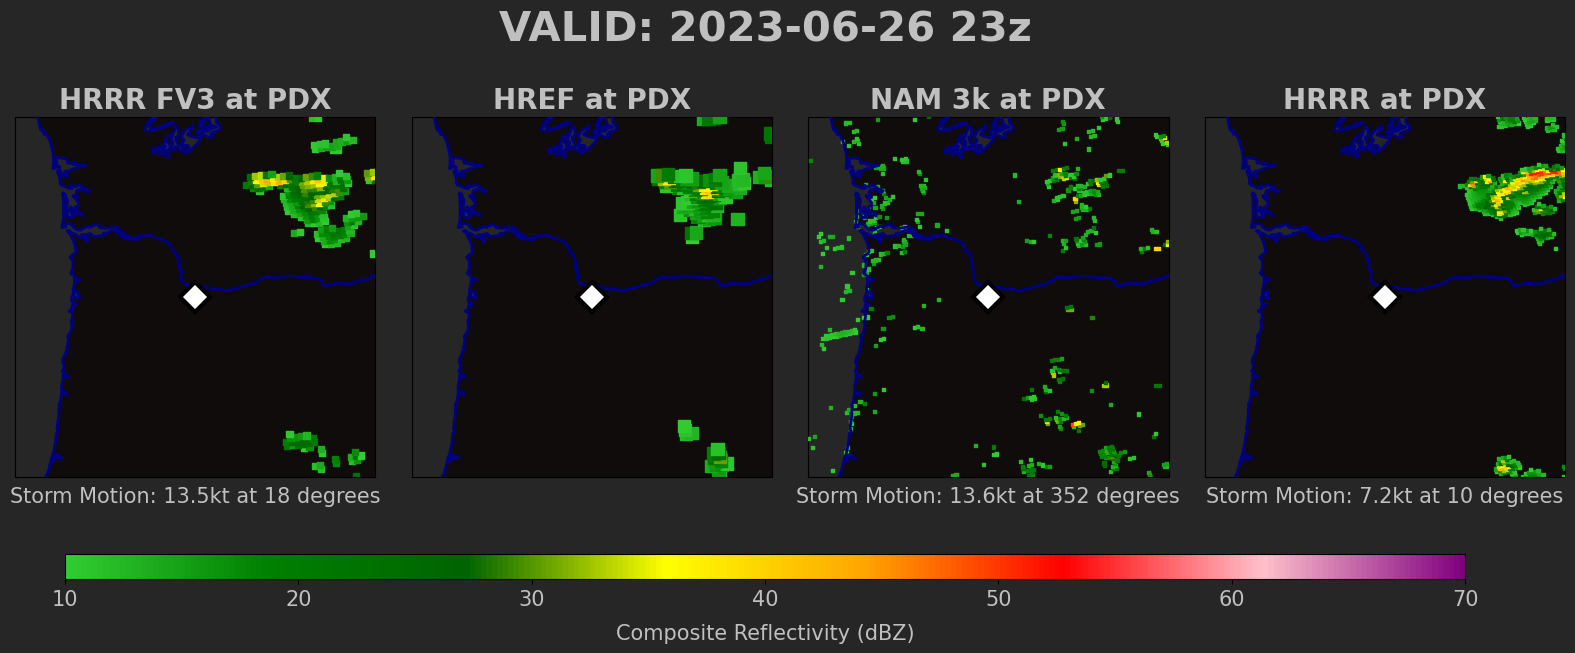 VALID: 2023-06-26 23z
HRRR FV3 at PDX
HREF at PDX
NAM 3k at PDX
HRRR at PDX
Storm Motion: 13.5kt at 18 degrees
Storm Motion: 13.6kt at 352 degrees
Storm Motion: 7.2kt at 10 degrees
10 20 30 40 50 60 70
Composite Reflectivity (dBZ)